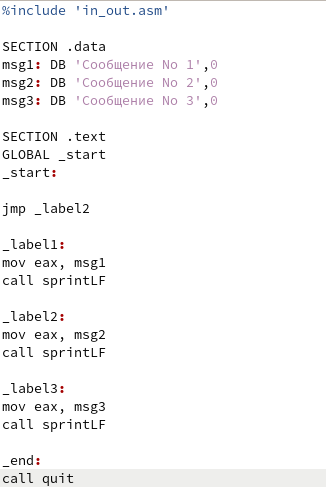 %include 'in_out.asm'
SECTION .data
msg1: DB 'Сообщение No 1',0
msg2: DB 'Сообщение No 2',0
msg3: DB 'Сообщение No 3',0
SECTION .text
GLOBAL _start
_start:
jmp _label2
_label1:
mov eax, msg1
call sprintLF
_label2:
mov eax, msg2
call sprintLF
_label3:
mov eax, msg3
call sprintLF
_end:
call quit